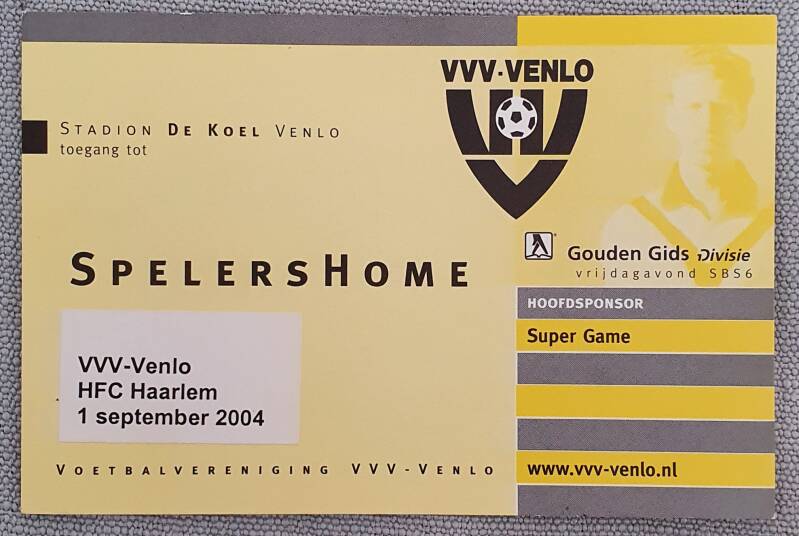 VVV-VENLO
STADION DE KOEL VENLO
toegang tot
SPELERSHOME
VVV-Venlo
HFC Haarlem
1 september 2004
VOETBALVERENIGING VVV-VENLO
Gouden Gids Divisie
vrijdagavond SBS6
HOOFDSPONSOR
Super Game
www.vvv-venlo.nl